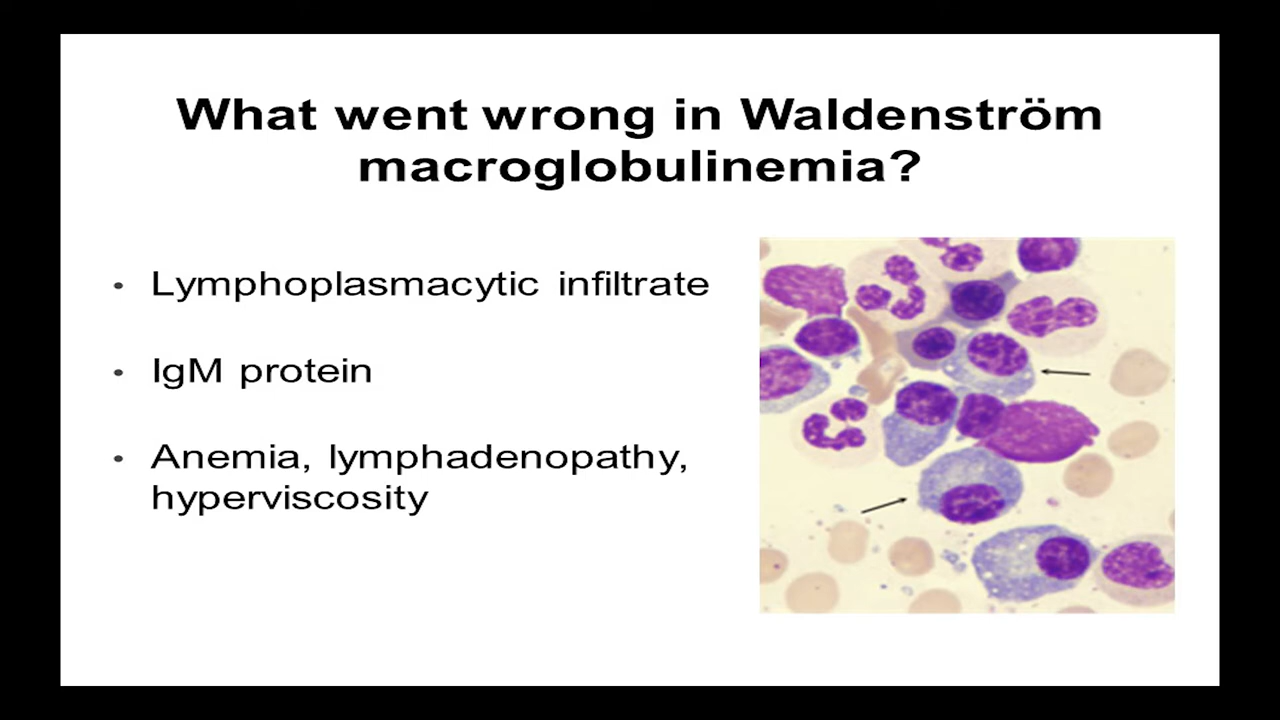 What went wrong in Waldenström
macroglobulinemia?
• Lymphoplasmacytic infiltrate
• IgM protein
• Anemia, lymphadenopathy,
hyperviscosity